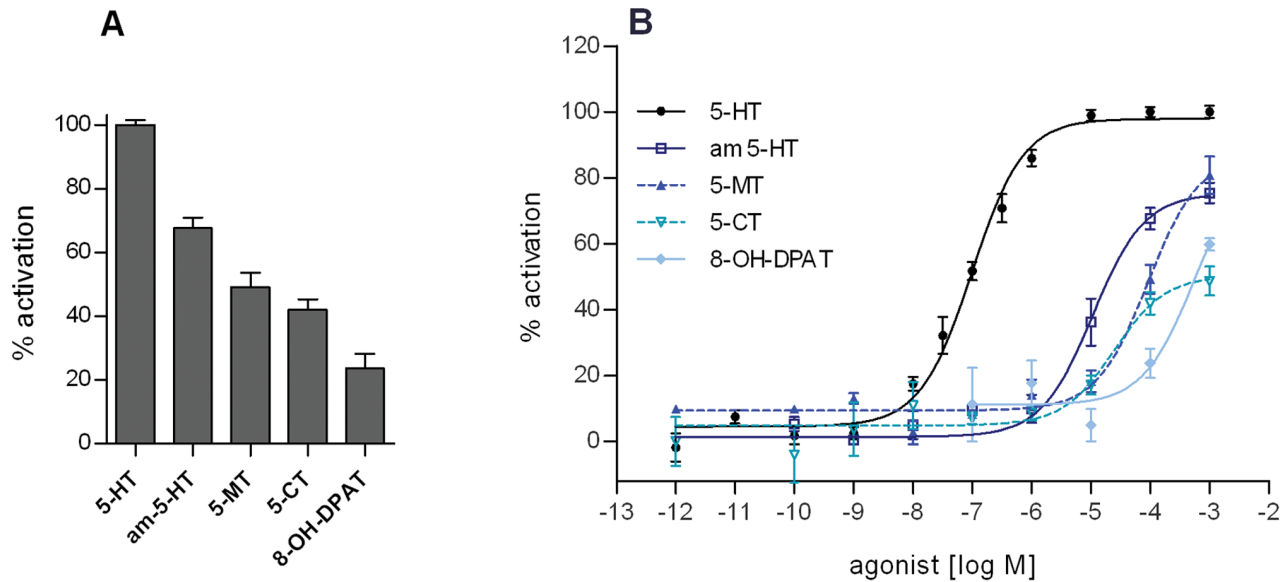 A
% activation
100
80
60
40
20
0
5-HT
am-5-HT
5-MT
5-CT
8-OH-DPAT
B
% activation
120
100
80
60
40
20
0
5-HT
am 5-HT
5-MT
5-CT
8-OH-DPAT
-13 -12 -11 -10 -9 -8 -7 -6 -5 -4 -3 -2
agonist [log M]